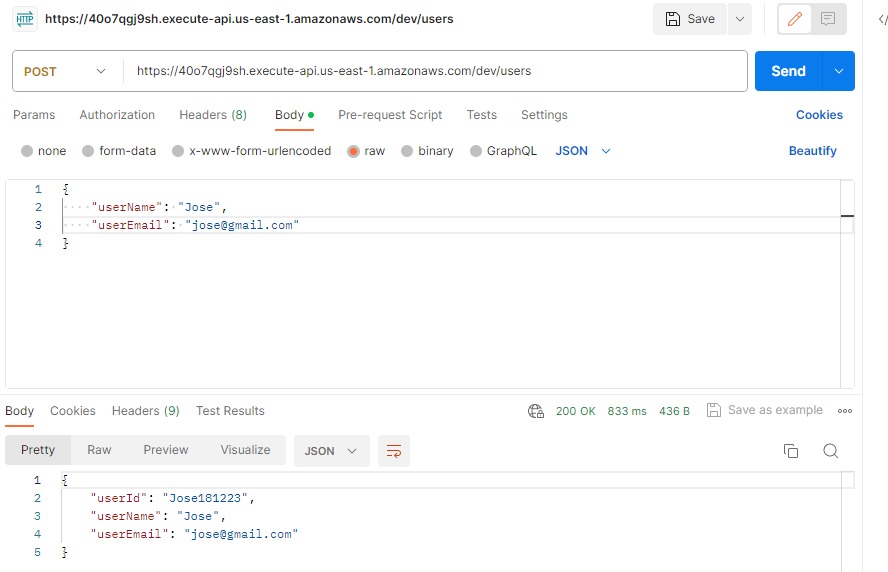 HTTP https://40o7qgj9sh.execute-api.us-east-1.amazonaws.com/dev/users Save
POST https://40o7qgj9sh.execute-api.us-east-1.amazonaws.com/dev/users Send
Params Authorization Headers (8) Body Pre-request Script Tests Settings Cookies
none form-data x-www-form-urlencoded raw binary GraphQL JSON Beautify
1 {
2 "userName": "Jose",
3 "userEmail": "jose@gmail.com"
4 }
Body Cookies Headers (9) Test Results 200 OK 833 ms 436 B Save as example
Pretty Raw Preview Visualize JSON
1 {
2 "userId": "Jose181223",
3 "userName": "Jose",
4 "userEmail": "jose@gmail.com"
5 }